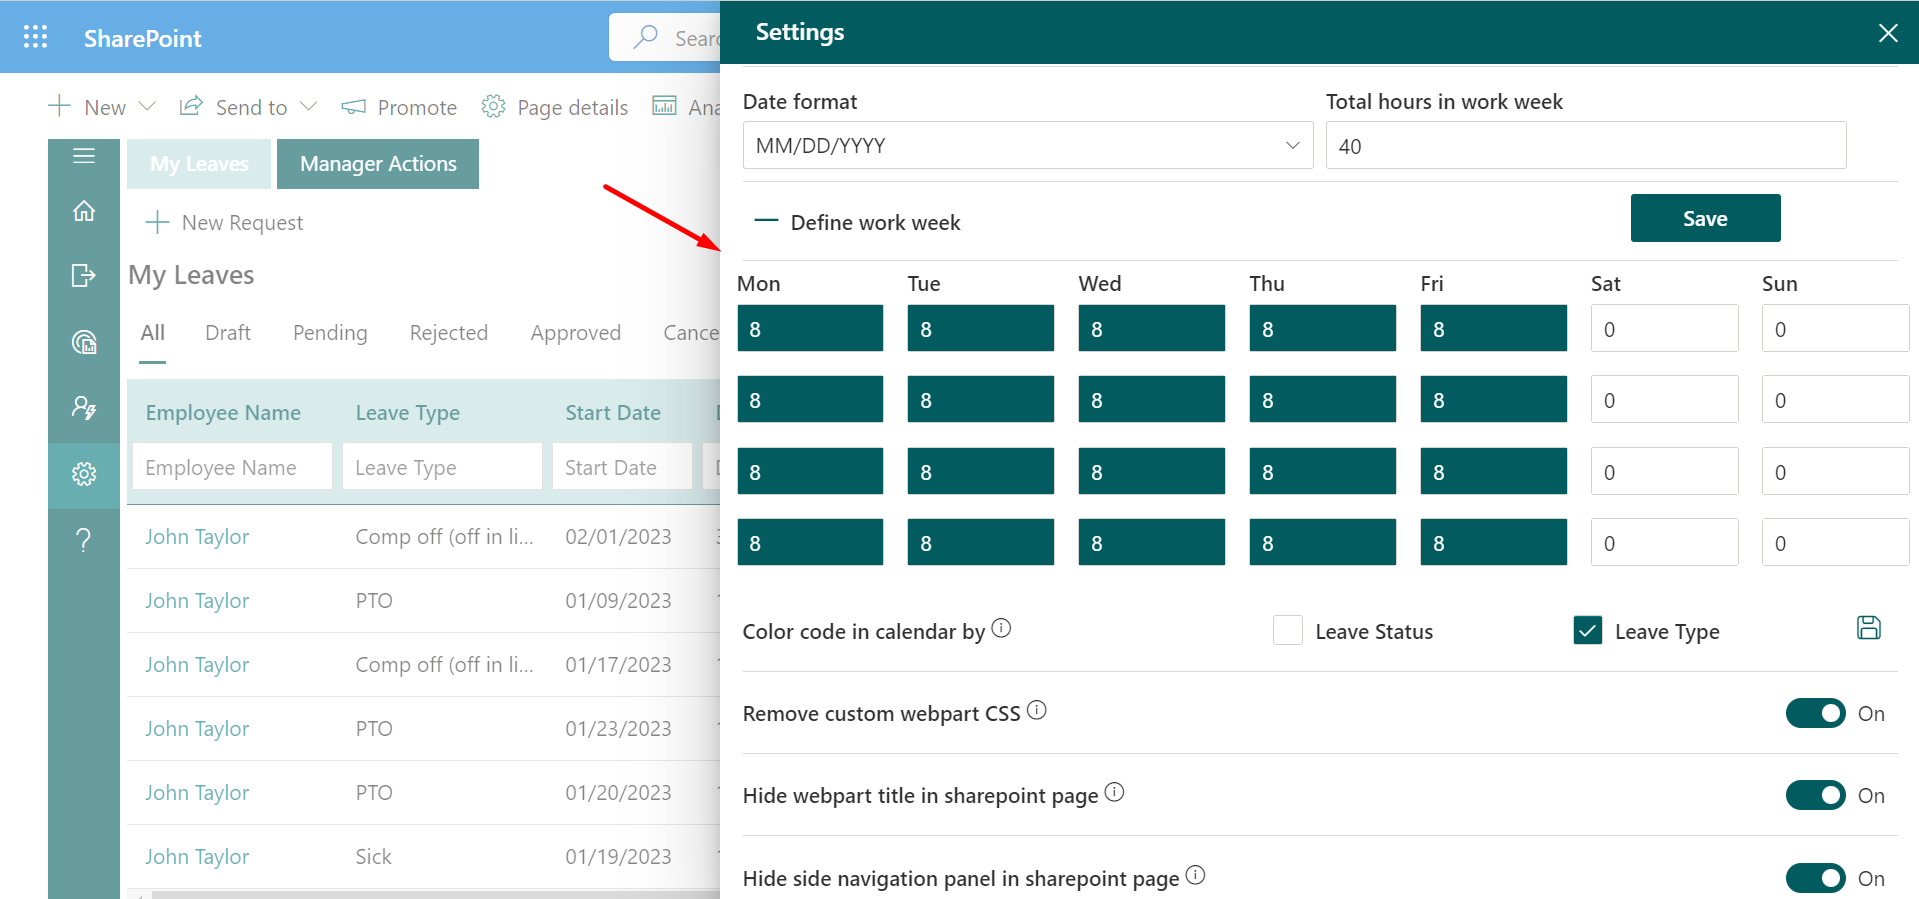 SharePoint
Sear
Settings
New
Send to
Promote
Page details
Ana
Date format
Total hours in work week
MM/DD/YYYY
40
My Leaves
Manager Actions
Define work week
Save
New Request
My Leaves
Mon Tue Wed Thu Fri Sat Sun
8 8 8 8 8 0 0
8 8 8 8 8 0 0
8 8 8 8 8 0 0
8 8 8 8 8 0 0
All Draft Pending Rejected Approved Cance
Employee Name Leave Type Start Date
Employee Name Leave Type Start Date
John Taylor Comp off (off in li... 02/01/2023
John Taylor PTO 01/09/2023
John Taylor Comp off (off in li... 01/17/2023
John Taylor PTO 01/23/2023
John Taylor PTO 01/20/2023
John Taylor Sick 01/19/2023
Color code in calendar by
Leave Status
Leave Type
Remove custom webpart CSS
On
Hide webpart title in sharepoint page
On
Hide side navigation panel in sharepoint page
On